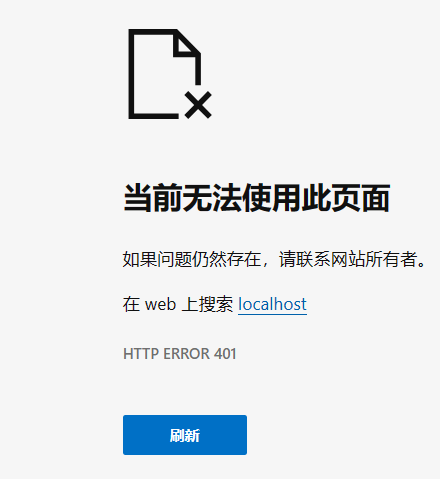 当前无法使用此页面
如果问题仍然存在，请联系网站所有者。
在 web 上搜索 localhost
HTTP ERROR 401
刷新